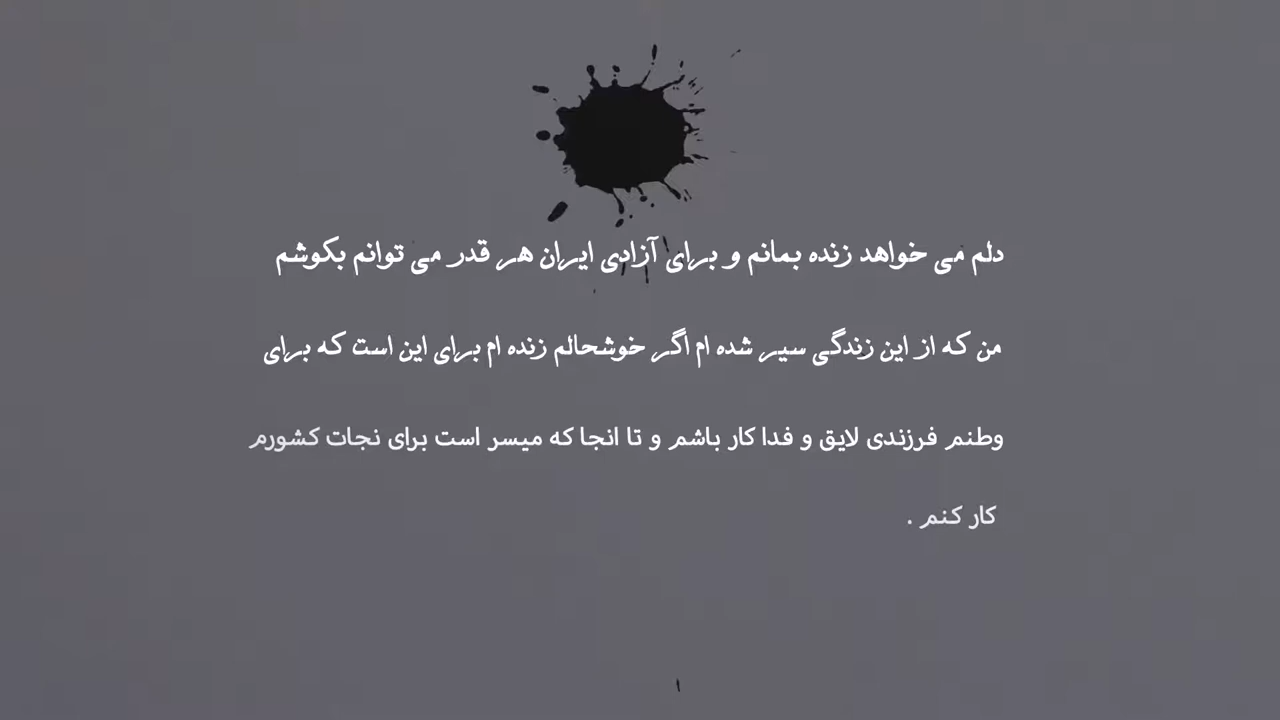 دلم می خواهد زنده بمانم و برای آزادی ایران هر قدر می توانم بکوشم
من که از این زندگی سیر شده ام اگر خوشحالم زنده ام برای این است که برای
وطنم فرزندی لایق و فدا کار باشم و تا انجا که میسر است برای نجات کشورم
کار کنم .